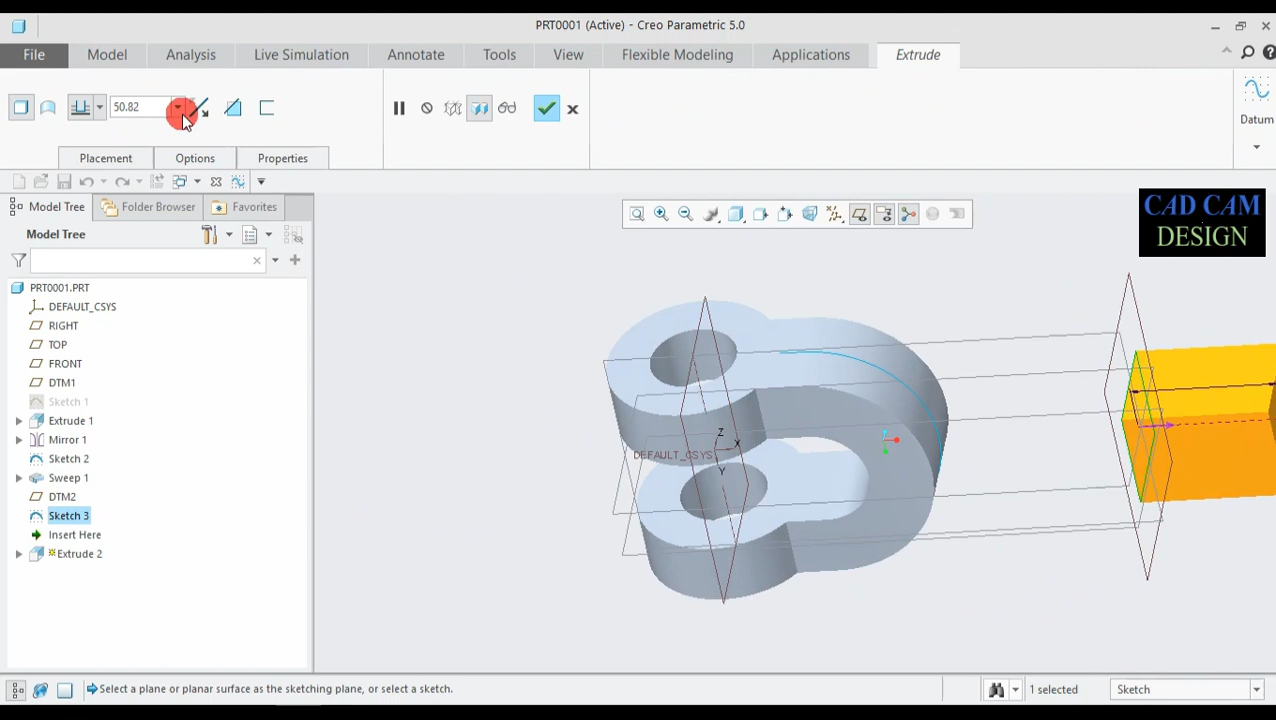 PRT0001 (Active) - Creo Parametric 5.0
File Model Analysis Live Simulation Annotate Tools View Flexible Modeling Applications Extrude
50.82
Datum
Placement Options Properties
Model Tree Folder Browser Favorites
Model Tree
CAD CAM
DESIGN
PRT0001.PRT
DEFAULT_CSYS
RIGHT
TOP
FRONT
DTM1
Sketch 1
Extrude 1
Mirror 1
Sketch 2
Sweep 1
DTM2
Sketch 3
Insert Here
Extrude 2
Z
X
DEFAULT_CSYS
Y
Select a plane or planar surface as the sketching plane, or select a sketch.
1 selected
Sketch